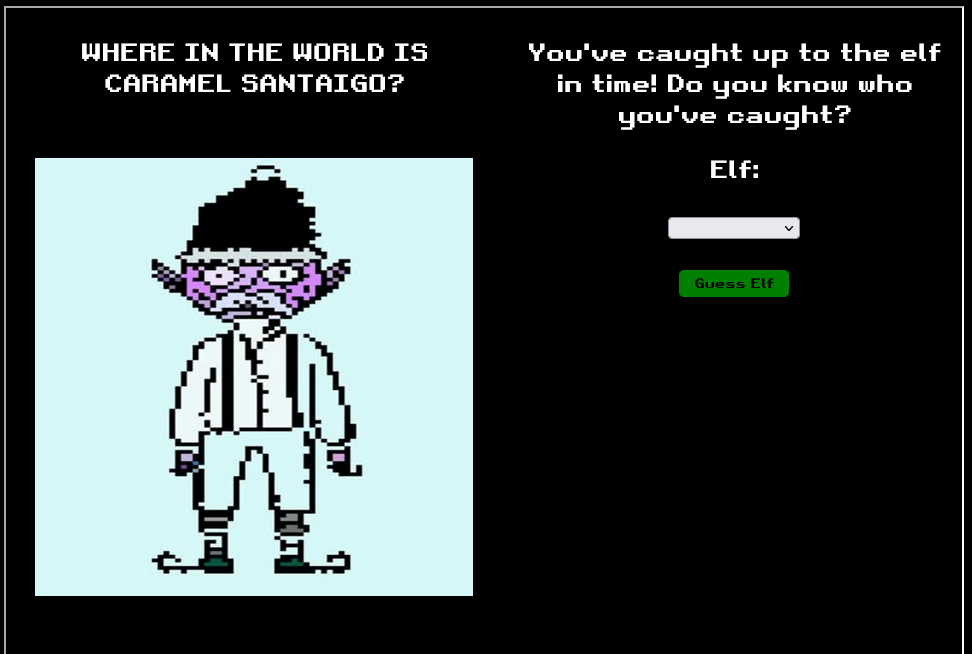 WHERE IN THE WORLD IS
CARAMEL SANTAIGO?
You've caught up to the elf
in time! Do you know who
you've caught?
Elf:
Guess Elf